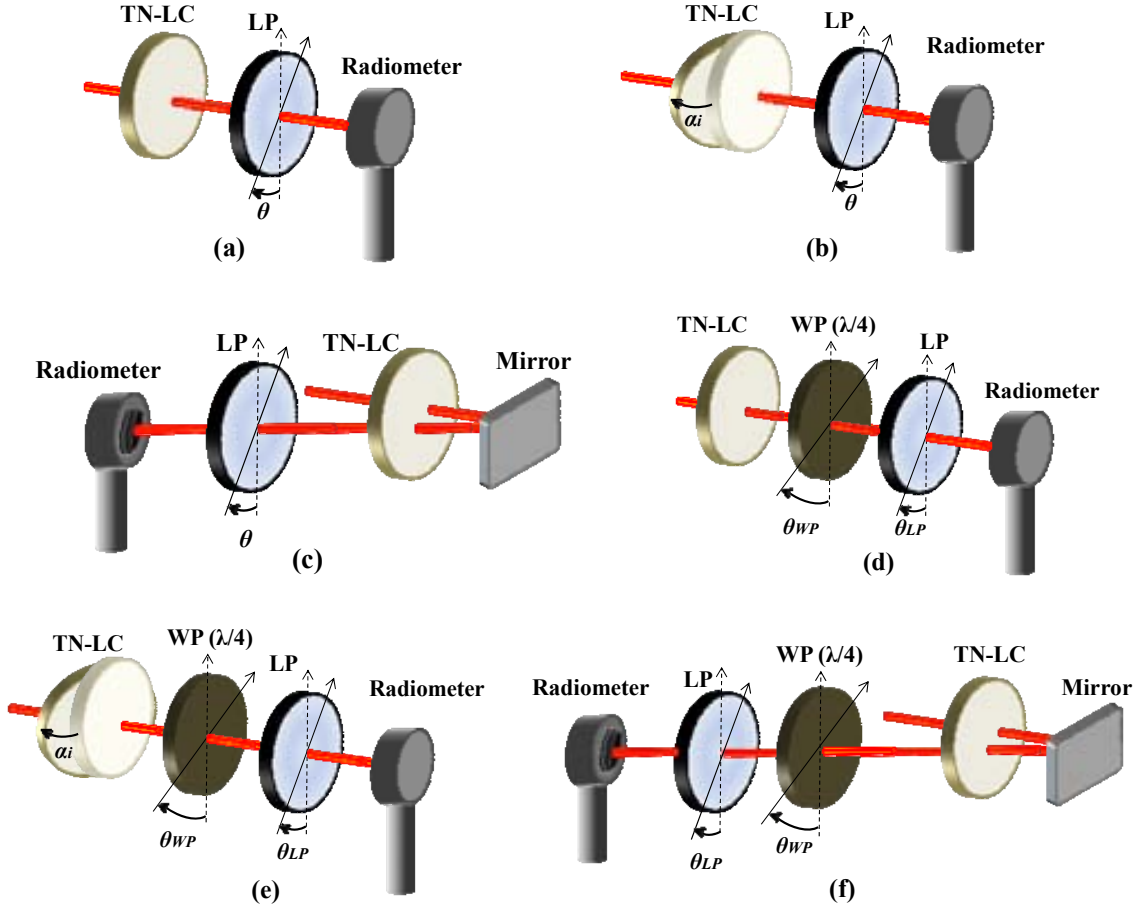 TN-LC
LP
Radiometer
θ
(a)
TN-LC
LP
Radiometer
αi
θ
(b)
Radiometer
LP
TN-LC
Mirror
θ
(c)
TN-LC
WP (λ/4)
LP
Radiometer
θWP
θLP
(d)
TN-LC
WP (λ/4)
LP
Radiometer
αi
θWP
θLP
(e)
Radiometer
LP
WP (λ/4)
TN-LC
Mirror
θLP
θWP
(f)